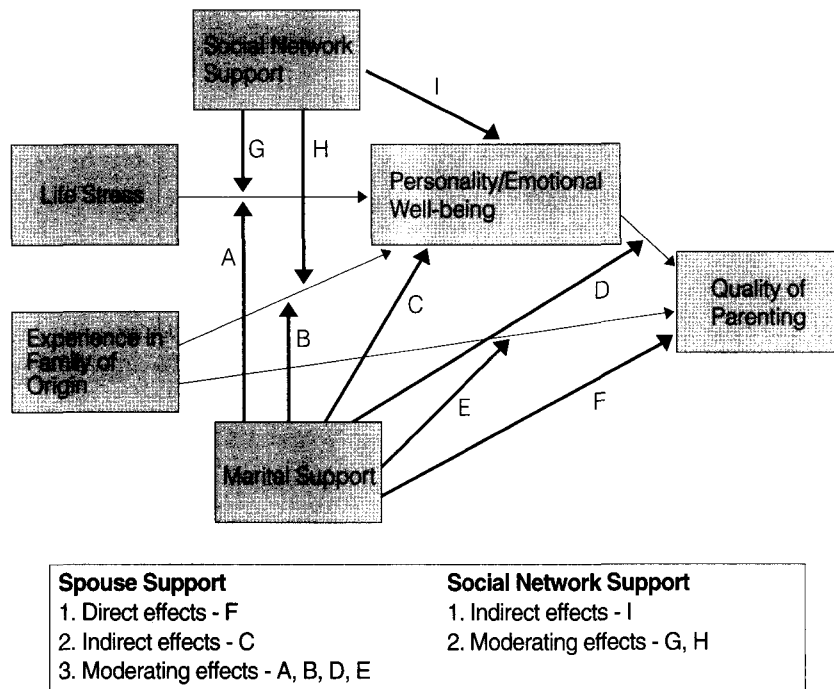 Social Network
Support
I
G
H
Life Stress
Personality/Emotional
Well-being
A
D
Quality of
Parenting
C
Experience in
Family of
Origin
B
E
F
Marital Support
Spouse Support
1. Direct effects - F
2. Indirect effects - C
3. Moderating effects - A, B, D, E
Social Network Support
1. Indirect effects - I
2. Moderating effects - G, H